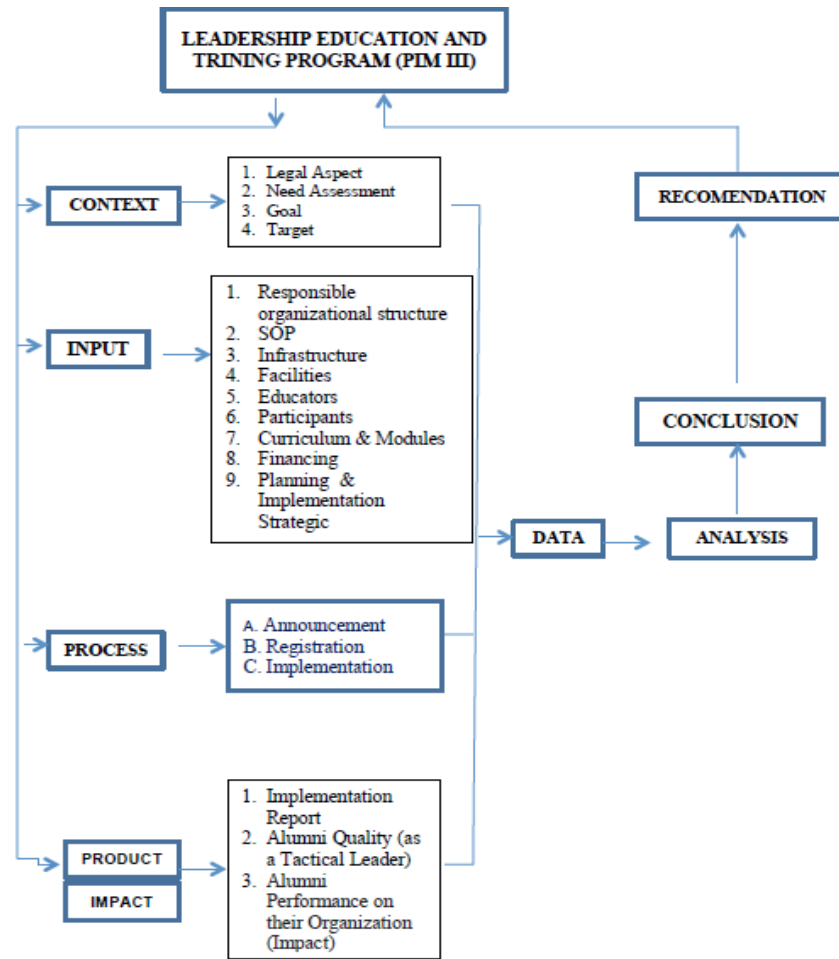 LEADERSHIP EDUCATION AND
TRINING PROGRAM (PIM III)
CONTEXT
1. Legal Aspect
2. Need Assessment
3. Goal
4. Target
RECOMENDATION
INPUT
1. Responsible
organizational structure
2. SOP
3. Infrastructure
4. Facilities
5. Educators
6. Participants
7. Curriculum & Modules
8. Financing
9. Planning &
Implementation
Strategic
CONCLUSION
DATA
ANALYSIS
PROCESS
A. Announcement
B. Registration
C. Implementation
PRODUCT
IMPACT
1. Implementation
Report
2. Alumni Quality (as
a Tactical Leader)
3. Alumni
Performance on
their Organization
(Impact)